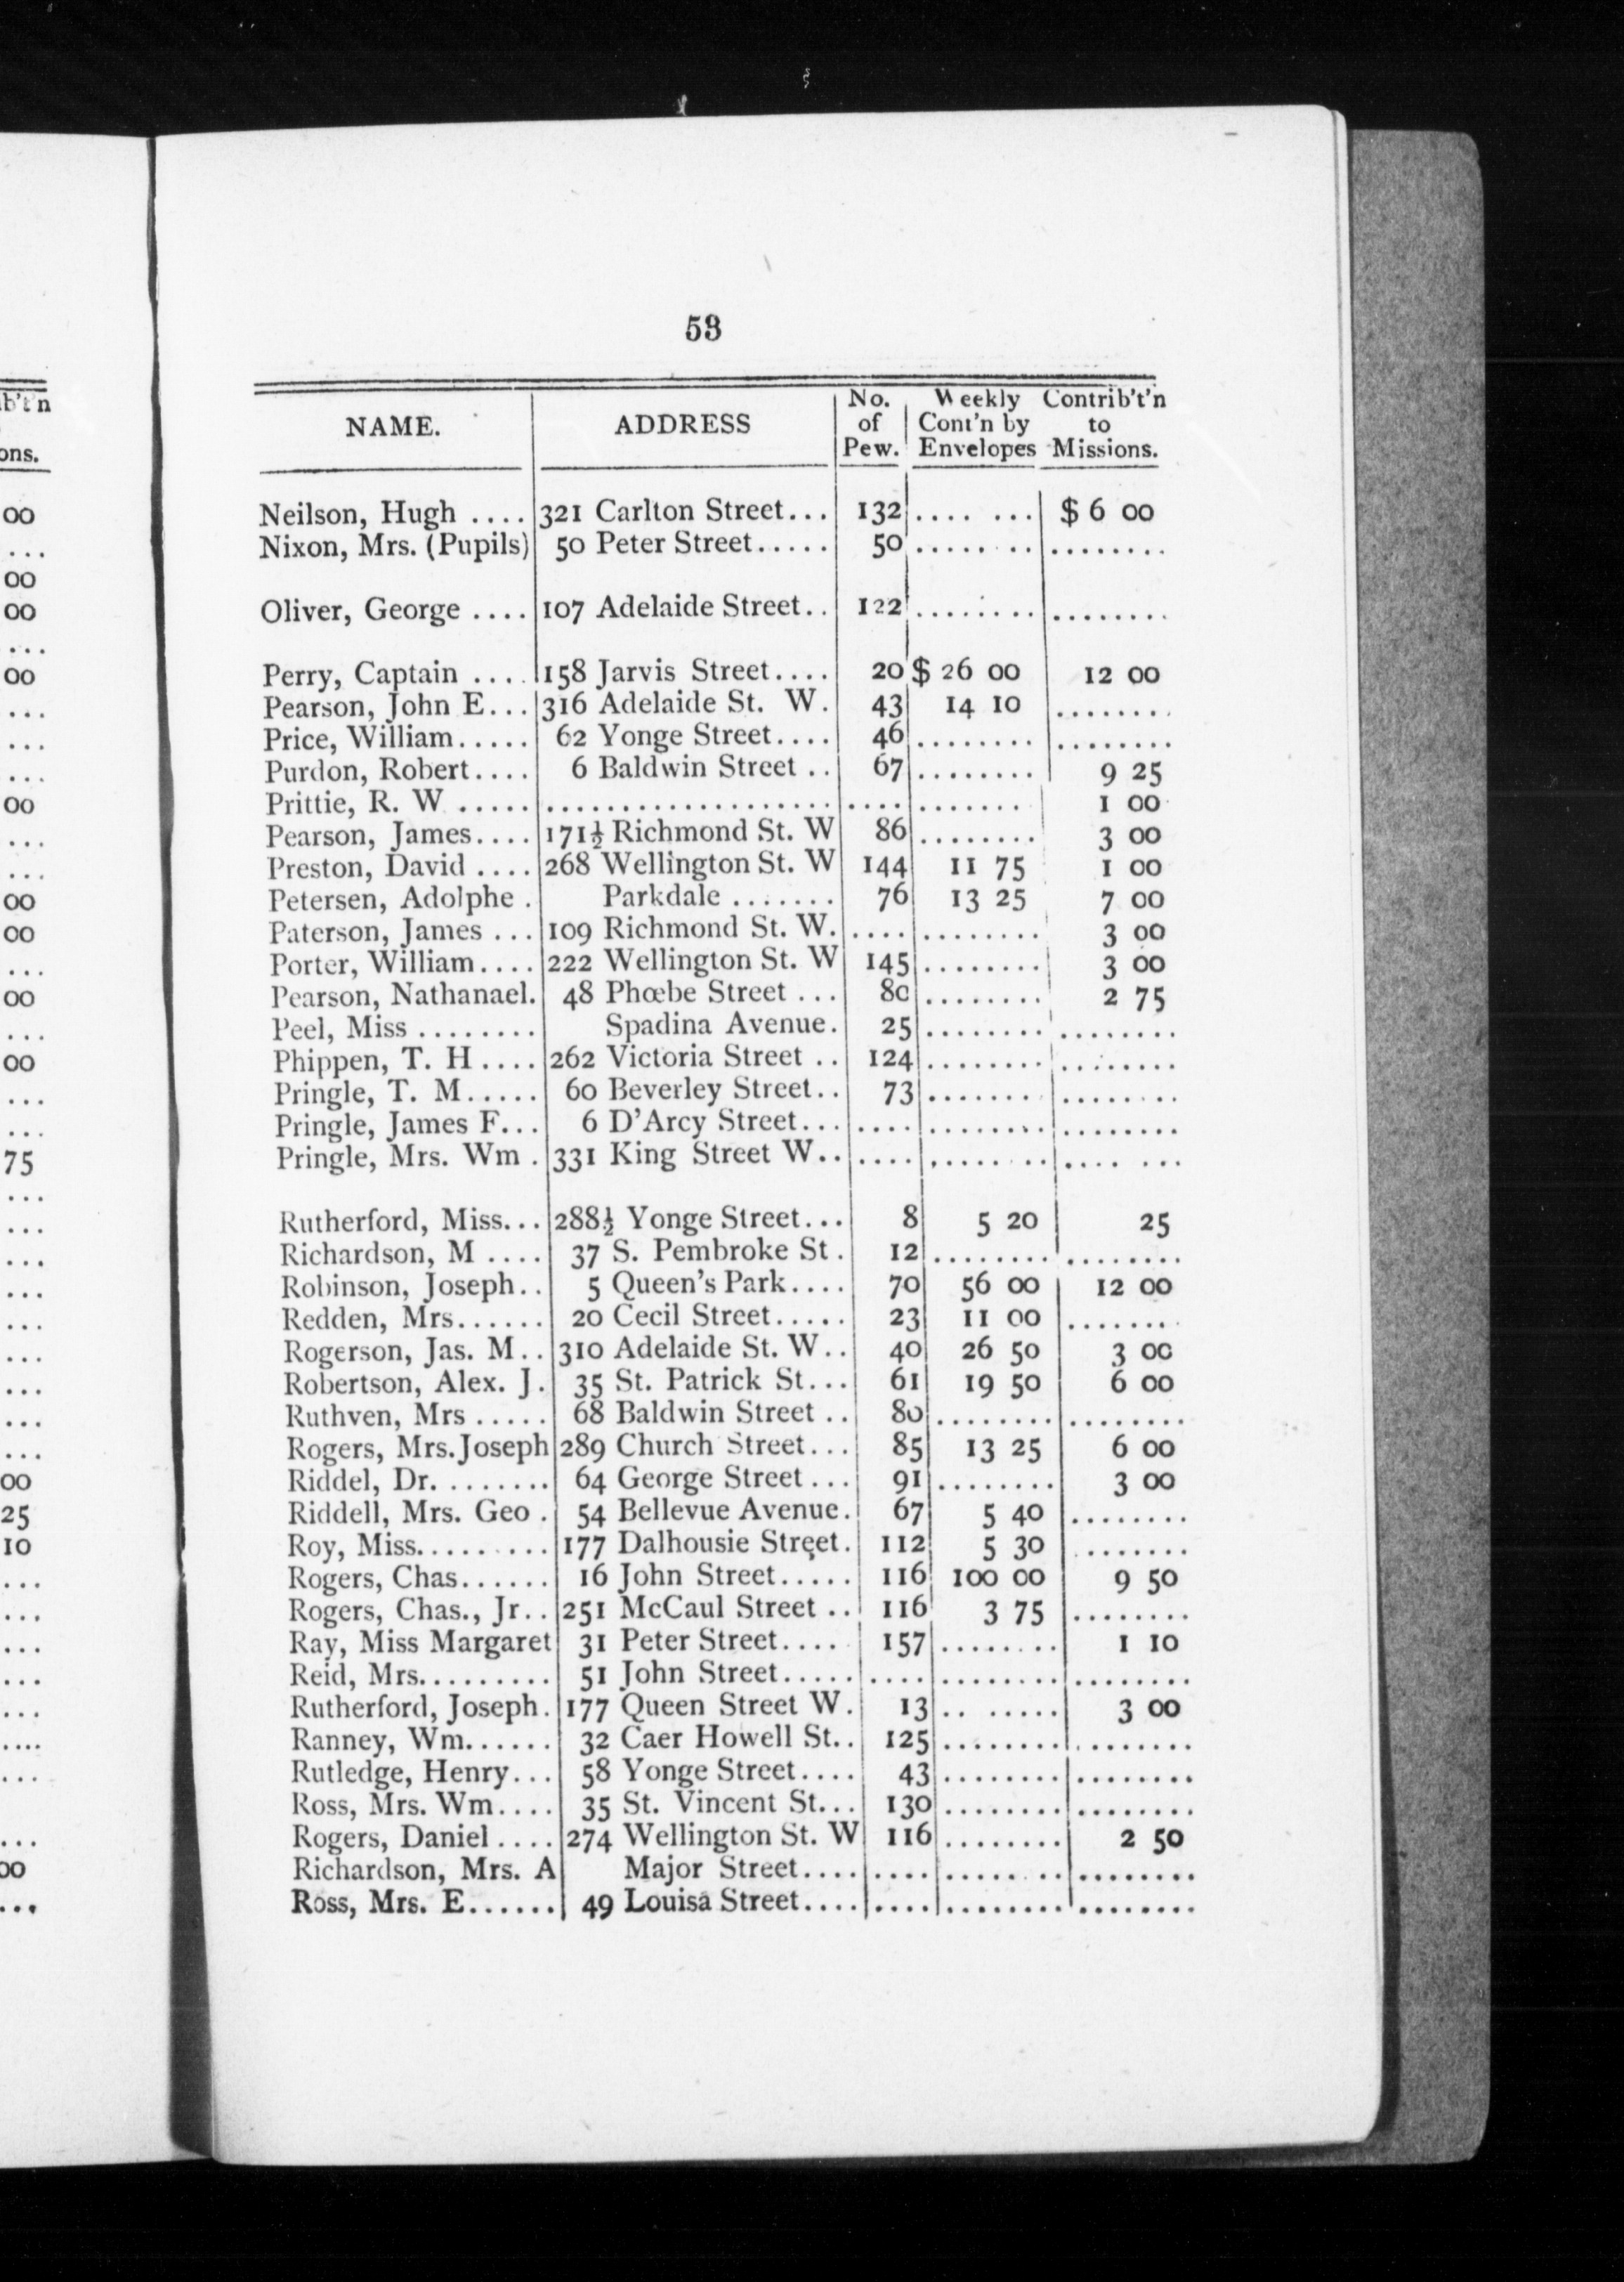 53
NAME. ADDRESS No. of Pew. Weekly Cont'n by Envelopes Contrib't'n to Missions.
Neilson, Hugh .... 321 Carlton Street... 132 .... ... $ 6 00
Nixon, Mrs. (Pupils) 50 Peter Street..... 50 ........ ........
Oliver, George .... 107 Adelaide Street.. 122 ........ ........
Perry, Captain .... 158 Jarvis Street.... 20 $ 26 00 12 00
Pearson, John E... 316 Adelaide St. W. 43 14 10 ........
Price, William..... 62 Yonge Street.... 46 ........ ........
Purdon, Robert.... 6 Baldwin Street .. 67 ........ 9 25
Prittie, R. W ..... ................... .... ....... 1 00
Pearson, James.... 171½ Richmond St. W 86 ........ 3 00
Preston, David .... 268 Wellington St. W 144 11 75 1 00
Petersen, Adolphe . Parkdale ....... 76 13 25 7 00
Paterson, James ... 109 Richmond St. W. .... ........ 3 00
Porter, William.... 222 Wellington St. W 145 ........ 3 00
Pearson, Nathanael. 48 Phœbe Street ... 80 ........ 2 75
Peel, Miss ........ Spadina Avenue. 25 ........ ........
Phippen, T. H .... 262 Victoria Street .. 124 ........ ........
Pringle, T. M..... 60 Beverley Street.. 73 ........ ........
Pringle, James F... 6 D'Arcy Street... .... ........ ........
Pringle, Mrs. Wm . 331 King Street W.. .... ........ .... ...
Rutherford, Miss... 288½ Yonge Street... 8 5 20 25
Richardson, M .... 37 S. Pembroke St . 12 ........ ........
Robinson, Joseph.. 5 Queen's Park.... 70 56 00 12 00
Redden, Mrs...... 20 Cecil Street..... 23 11 00 ........
Rogerson, Jas. M.. 310 Adelaide St. W.. 40 26 50 3 00
Robertson, Alex. J. 35 St. Patrick St... 61 19 50 6 00
Ruthven, Mrs ..... 68 Baldwin Street .. 80 ........ ........
Rogers, Mrs. Joseph 289 Church Street... 85 13 25 6 00
Riddel, Dr. ....... 64 George Street ... 91 ........ 3 00
Riddell, Mrs. Geo . 54 Bellevue Avenue. 67 5 40 ........
Roy, Miss......... 177 Dalhousie Street. 112 5 30 ........
Rogers, Chas...... 16 John Street..... 116 100 00 9 50
Rogers, Chas., Jr.. 251 McCaul Street .. 116 3 75 ........
Ray, Miss Margaret 31 Peter Street.... 157 ........ 1 10
Reid, Mrs......... 51 John Street..... .... ........ ........
Rutherford, Joseph. 177 Queen Street W. 13 .. ..... 3 00
Ranney, Wm...... 32 Caer Howell St.. 125 ........ ........
Rutledge, Henry... 58 Yonge Street.... 43 ........ ........
Ross, Mrs. Wm.... 35 St. Vincent St... 130 ........ ........
Rogers, Daniel .... 274 Wellington St. W 116 ........ 2 50
Richardson, Mrs. A Major Street.... .... ........ ........
Ross, Mrs. E...... 49 Louisa Street.... .... ........ ........